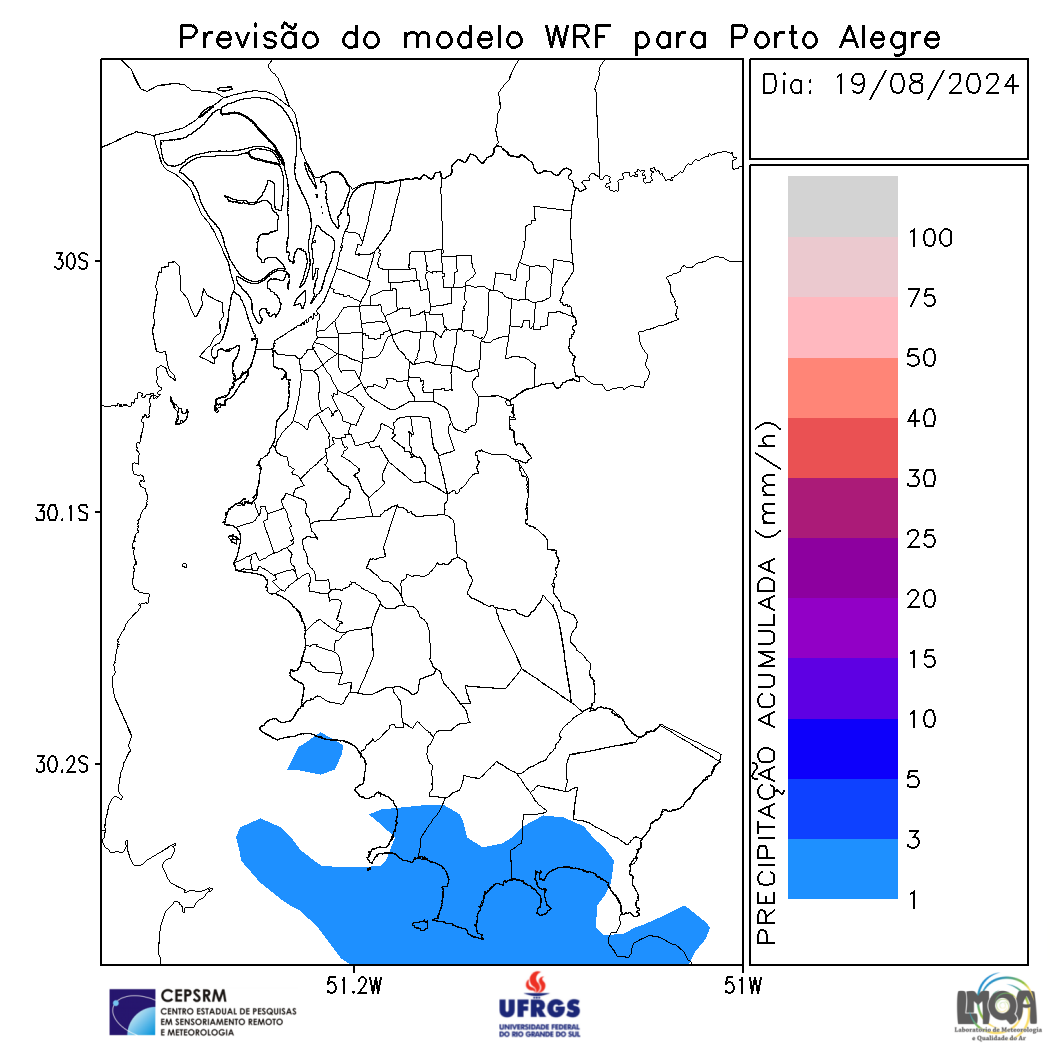 Previsão do modelo WRF para Porto Alegre
Dia: 19/08/2024
30S
30.1S
30.2S
51.2W
51W
PRECIPITAÇÃO ACUMULADA (mm/h)
100
75
50
40
30
25
20
15
10
5
3
1
CEPSRM
CENTRO ESTADUAL DE PESQUISAS
EM SENSORIAMENTO REMOTO
E METEOROLOGIA
UFRGS
UNIVERSIDADE FEDERAL
DO RIO GRANDE DO SUL
LMQA
Laboratório de Meteorologia
e Qualidade do Ar